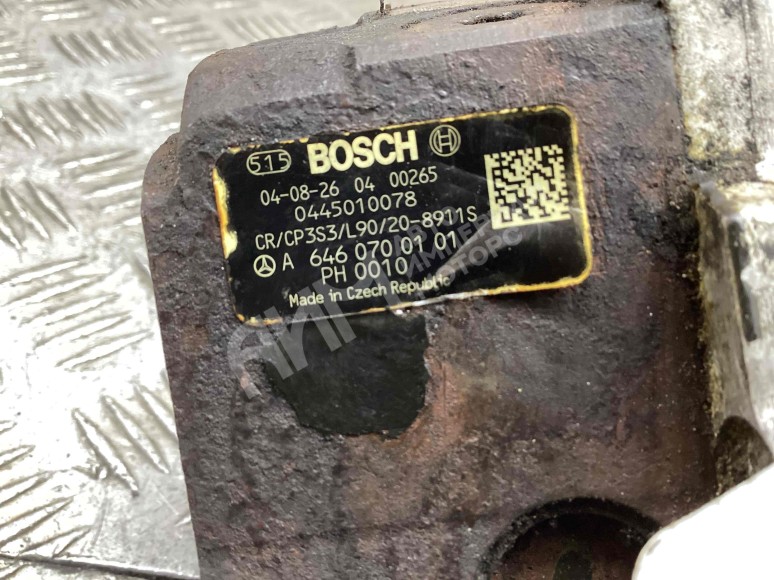 515 BOSCH
04-08-26 04 00265
0445010078
CR/CP3S3/L90/20-8911S
A 646 070 01 01
PH 0010
Made in Czech Republic